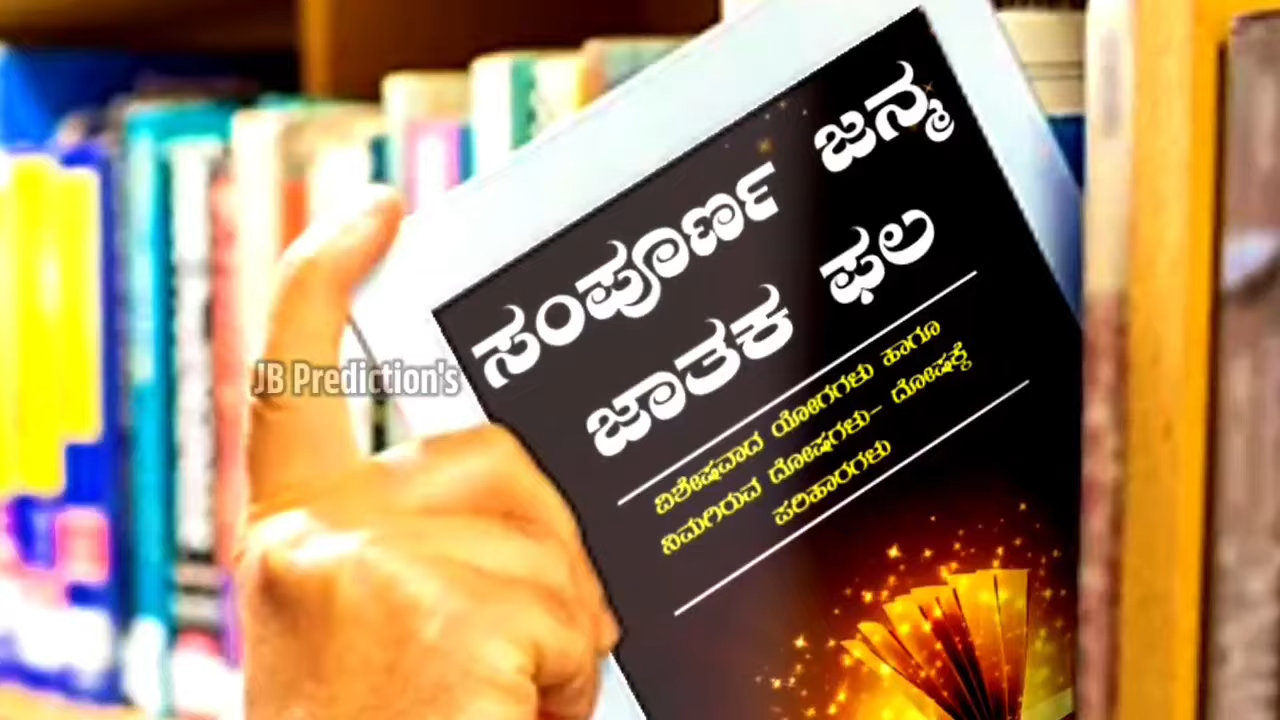 ಸಂಪೂರ್ಣ ಜನ್ಮ
ಜಾತಕ ಫಲ
ವಿಶೇಷವಾದ ಯೋಗಗಳು ಹಾಗೂ
ನಿಮಗಿರುವ ದೋಷಗಳು- ದೋಷಕ್ಕೆ
ಪರಿಹಾರಗಳು
JB Prediction's